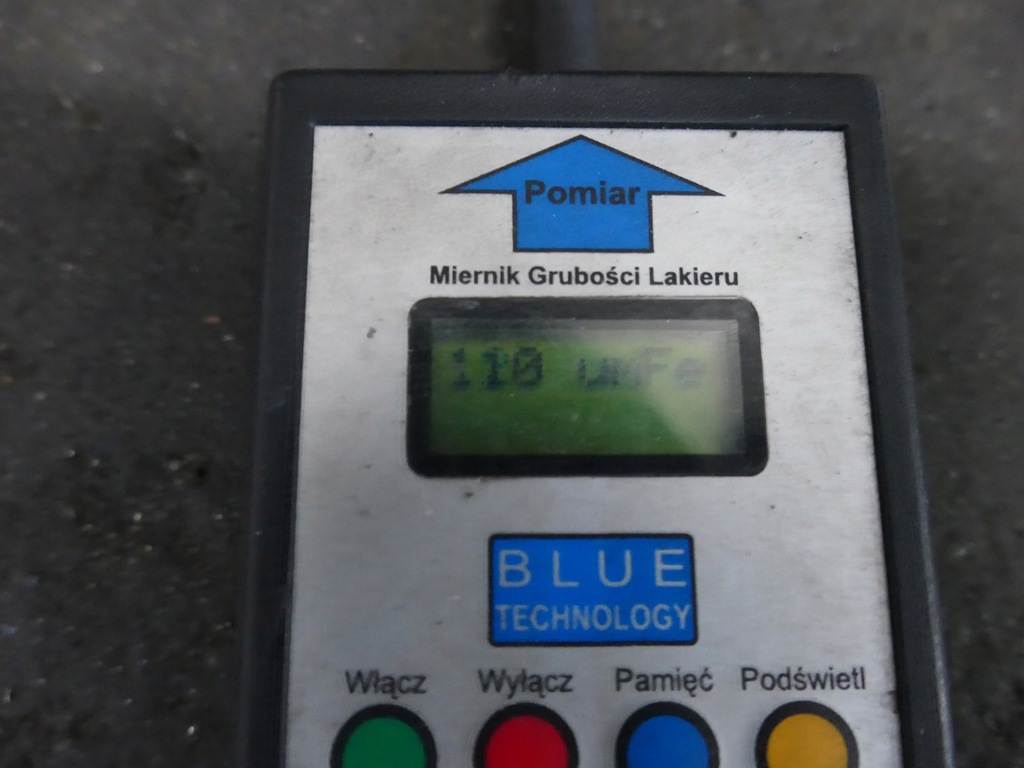 Pomiar
Miernik Grubości Lakieru
110 umFe
BLUE
TECHNOLOGY
Włącz Wyłącz Pamięć Podświetl